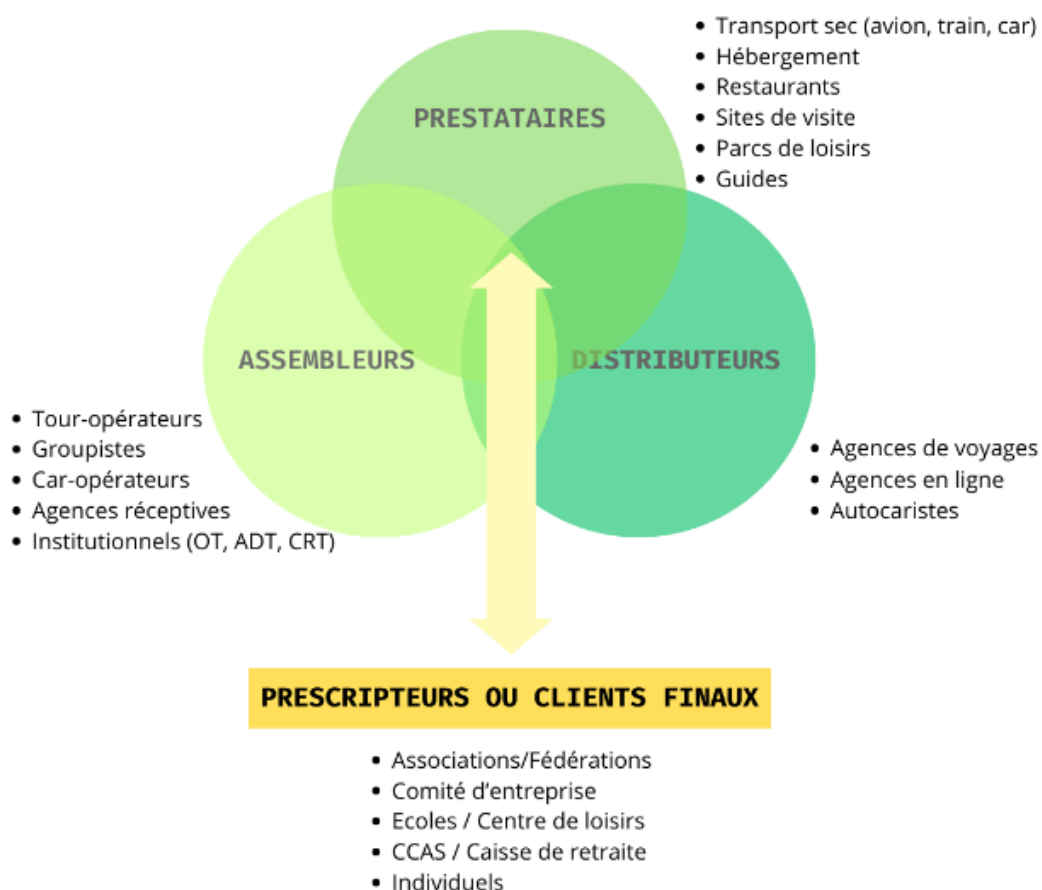 • Transport sec (avion, train, car)
• Hébergement
• Restaurants
• Sites de visite
• Parcs de loisirs
• Guides
PRESTATAIRES
ASSEMBLEURS
DISTRIBUTEURS
• Tour-opérateurs
• Groupistes
• Car-opérateurs
• Agences réceptives
• Institutionnels (OT, ADT, CRT)
• Agences de voyages
• Agences en ligne
• Autocaristes
PRESCRIPTEURS OU CLIENTS FINAUX
• Associations/Fédérations
• Comité d'entreprise
• Ecoles / Centre de loisirs
• CCAS / Caisse de retraite
• Individuels